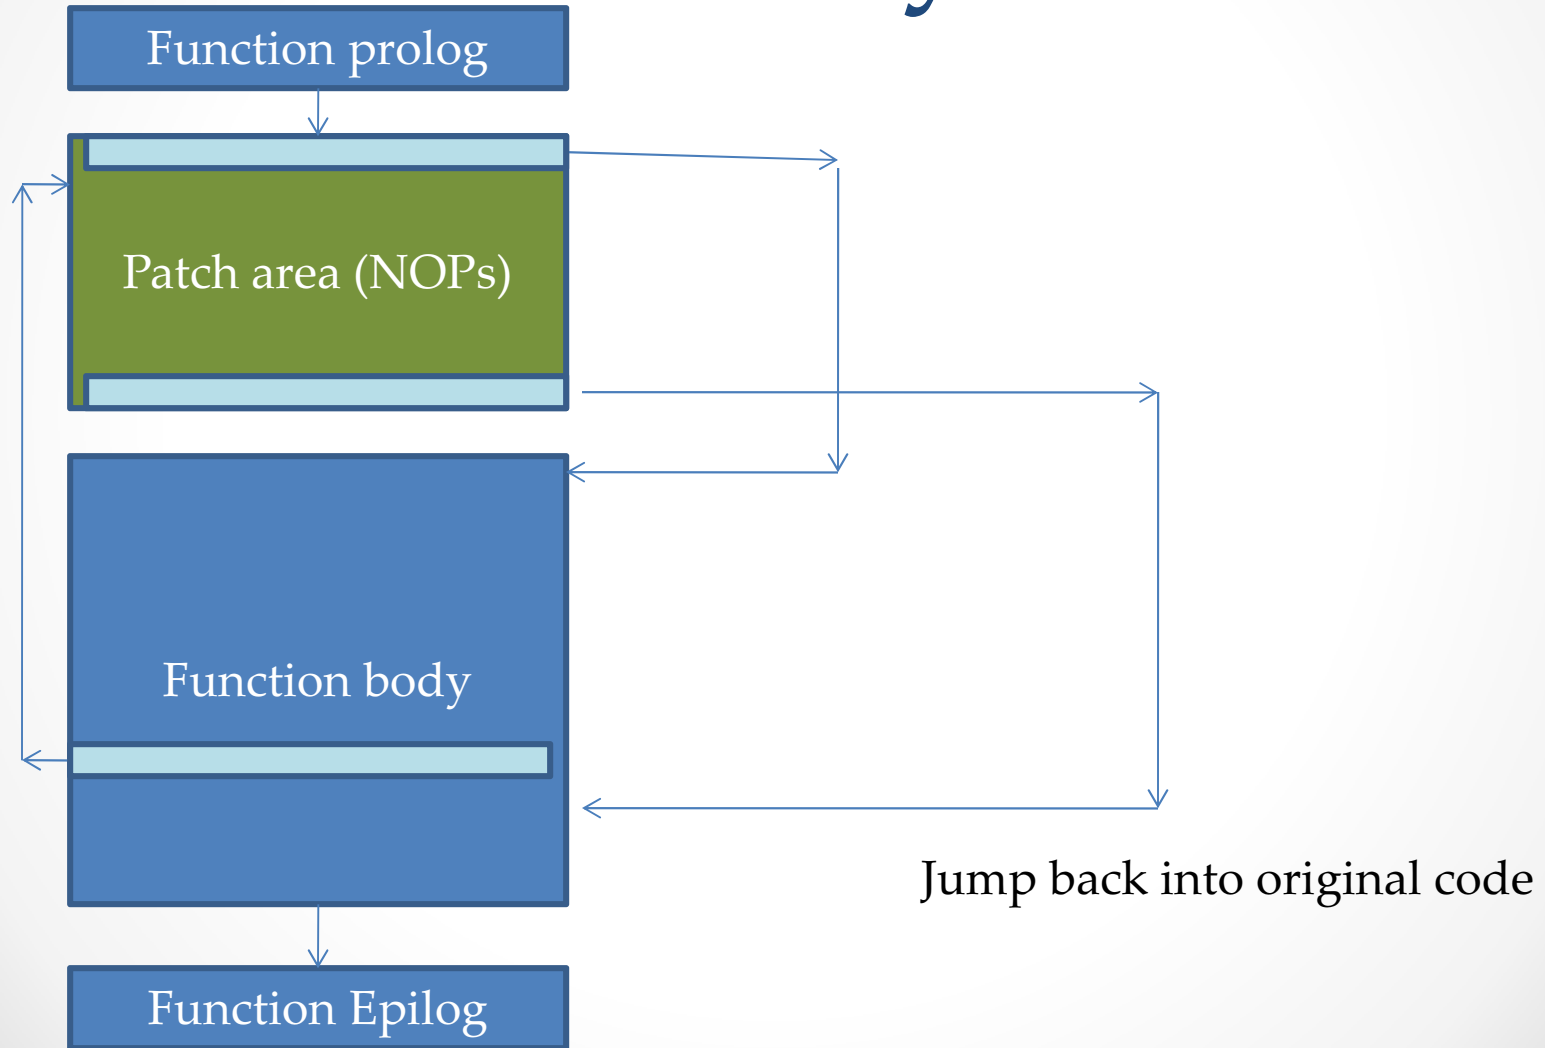 Function prolog
Patch area (NOPs)
Function body
Jump back into original code
Function Epilog